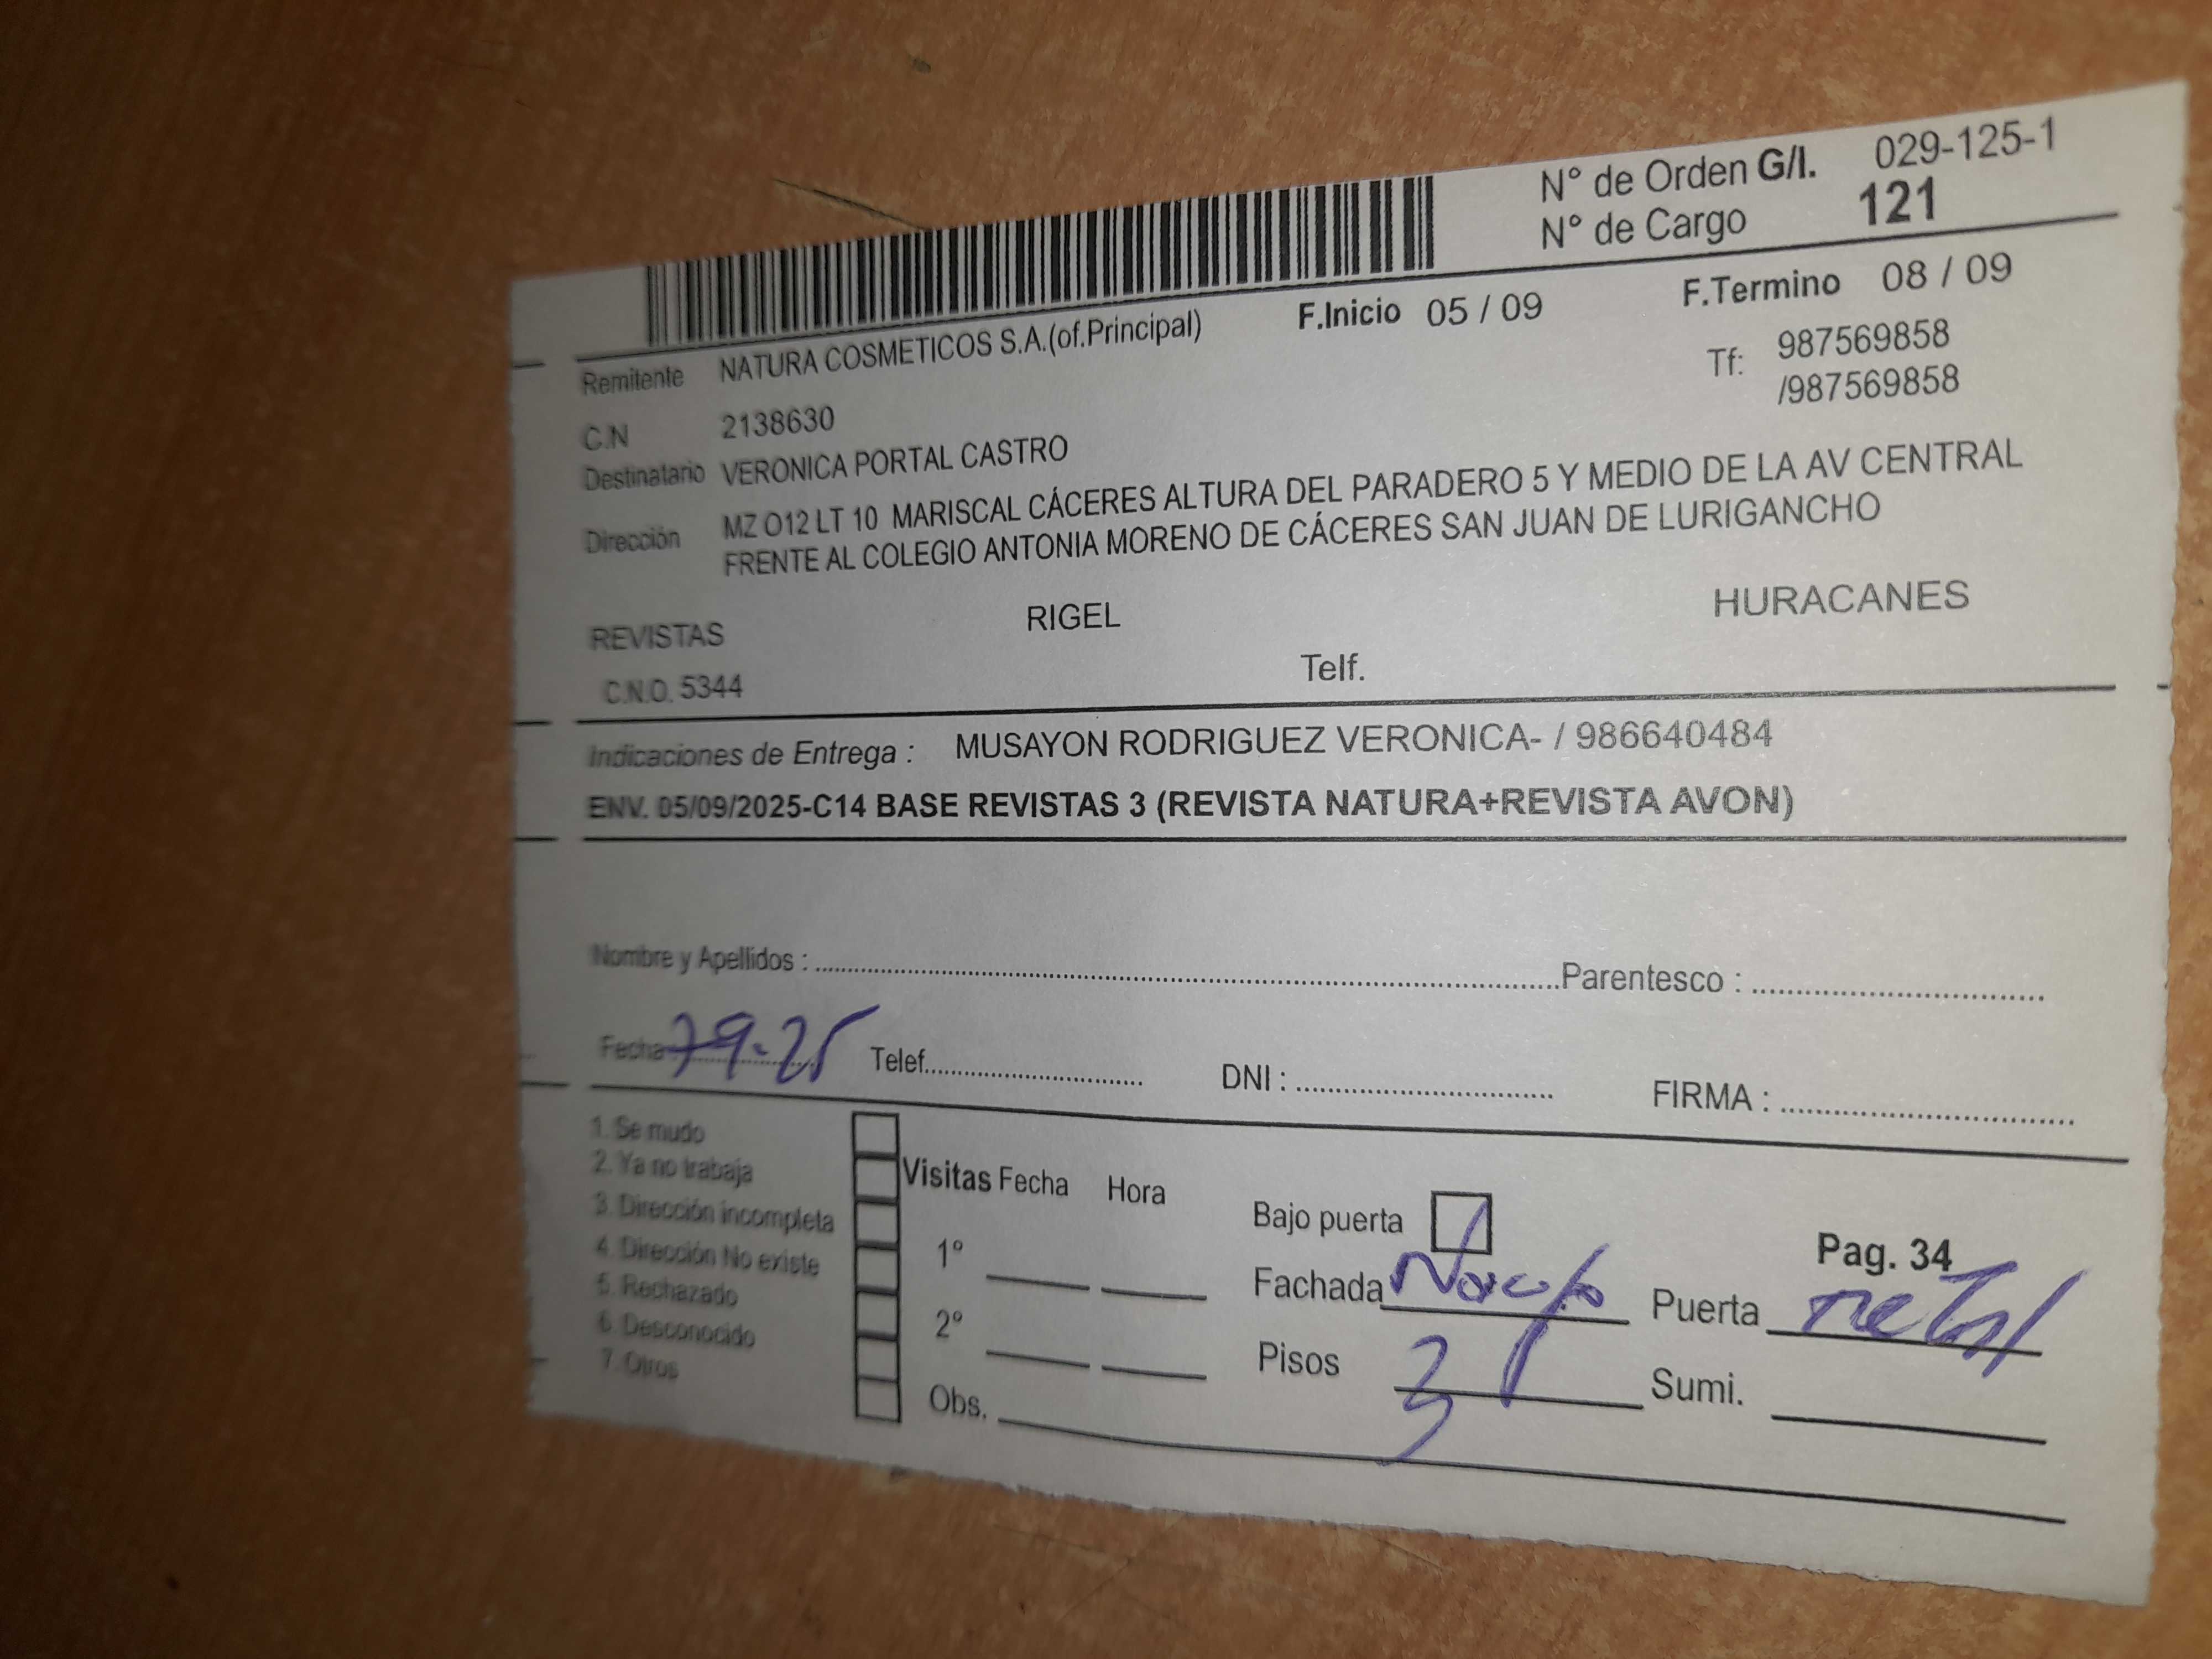 N° de Orden G/I. 029-125-1
N° de Cargo 121
F.Inicio 05 / 09 F.Termino 08 / 09
Remitente NATURA COSMETICOS S.A.(of.Principal) Tf: 987569858
/987569858
C.N 2138630
Destinatario VERONICA PORTAL CASTRO
Dirección MZ O12 LT 10 MARISCAL CÁCERES ALTURA DEL PARADERO 5 Y MEDIO DE LA AV CENTRAL
FRENTE AL COLEGIO ANTONIA MORENO DE CÁCERES SAN JUAN DE LURIGANCHO
REVISTAS RIGEL HURACANES
C.N.O. 5344 Telf.
Indicaciones de Entrega : MUSAYON RODRIGUEZ VERONICA- / 986640484
ENV. 05/09/2025-C14 BASE REVISTAS 3 (REVISTA NATURA+REVISTA AVON)
Nombre y Apellidos : Parentesco :
Fecha 79-25 Telef. DNI : FIRMA :
1. Se mudo
2. Ya no trabaja Visitas Fecha Hora
3. Dirección incompleta Bajo puerta Pag. 34
4. Dirección No existe 1° Fachada Puerta metal
5. Rechazado
6 Desconocido 2° Pisos 3 Sumi.
7. Otros
Obs.